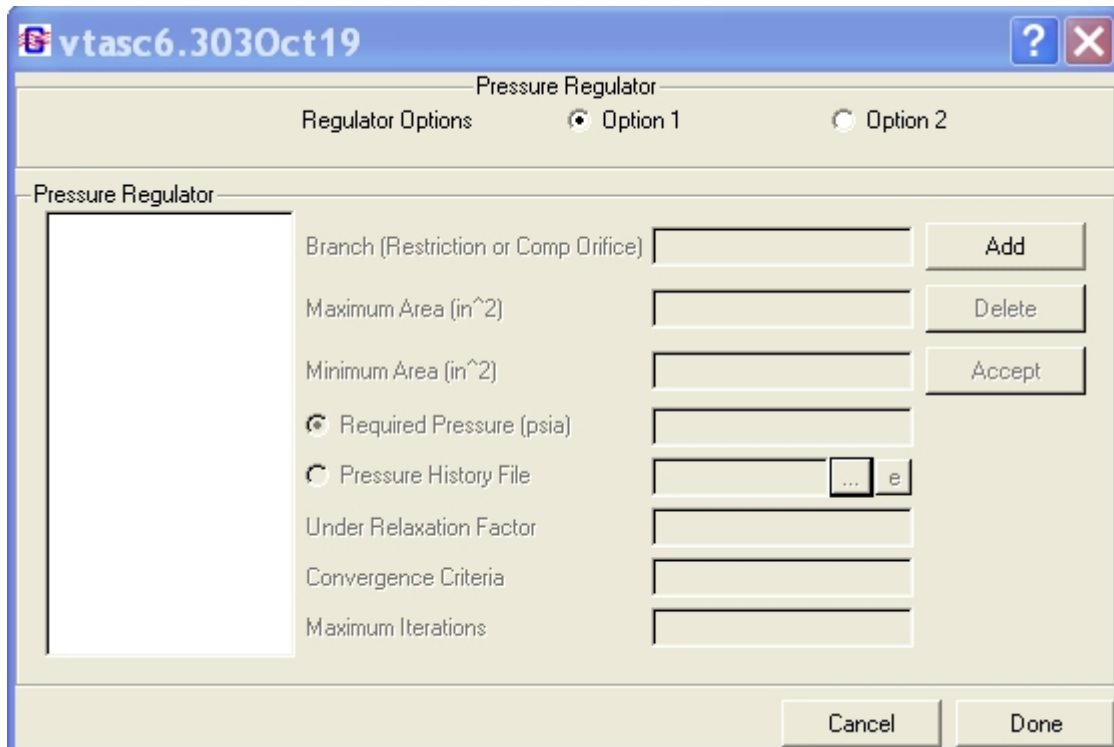 vtasc6.303Oct19
Pressure Regulator
Regulator Options Option 1 Option 2
Pressure Regulator
Branch (Restriction or Comp Orifice) Add
Maximum Area (in^2) Delete
Minimum Area (in^2) Accept
Required Pressure (psia)
Pressure History File ... e
Under Relaxation Factor
Convergence Criteria
Maximum Iterations
Cancel Done